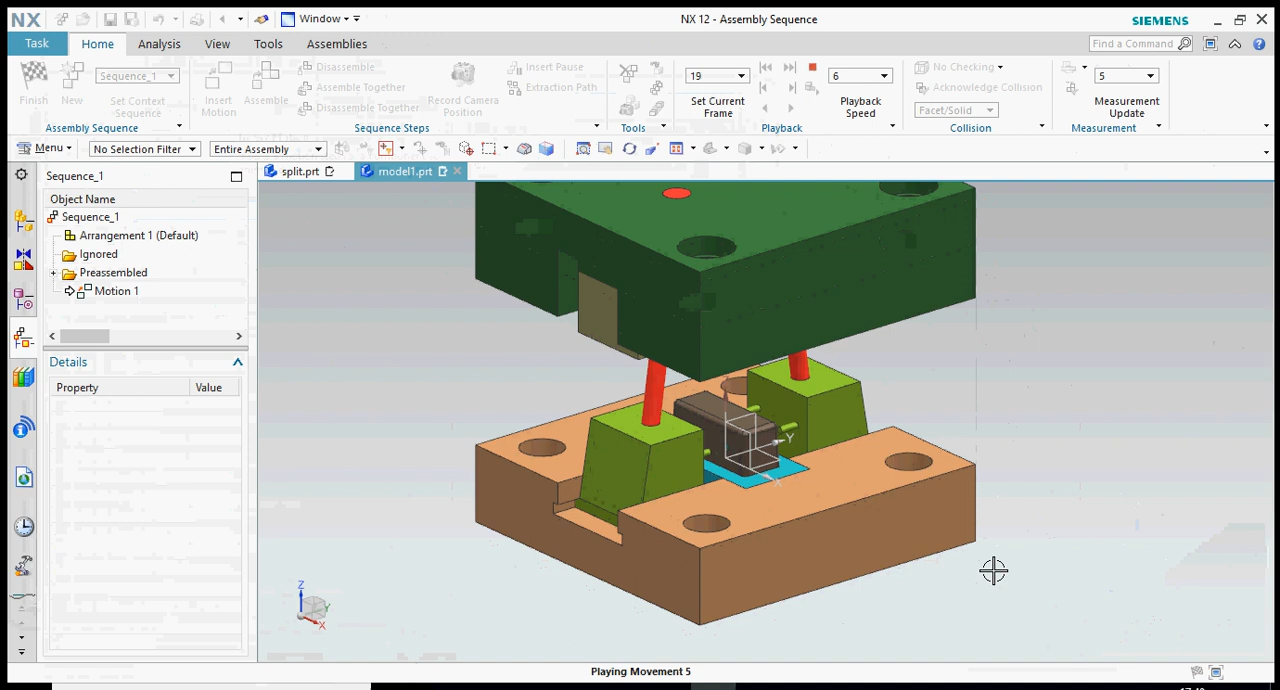 NX
Window
NX 12 - Assembly Sequence
SIEMENS
Task
Home
Analysis
View
Tools
Assemblies
Find a Command
Finish
New
Sequence_1
Set Context
Sequence
Assembly Sequence
Insert
Motion
Assemble
Disassemble
Assemble Together
Disassemble Together
Record Camera
Position
Insert Pause
Extraction Path
Sequence Steps
Tools
19
Set Current
Frame
6
Playback
Speed
Playback
No Checking
Acknowledge Collision
Facet/Solid
Collision
5
Measurement
Update
Measurement
Menu
No Selection Filter
Entire Assembly
Sequence_1
split.prt
model1.prt
Object Name
Sequence_1
Arrangement 1 (Default)
Ignored
Preassembled
Motion 1
Details
Property
Value
Y
X
Z
Y
X
Playing Movement 5